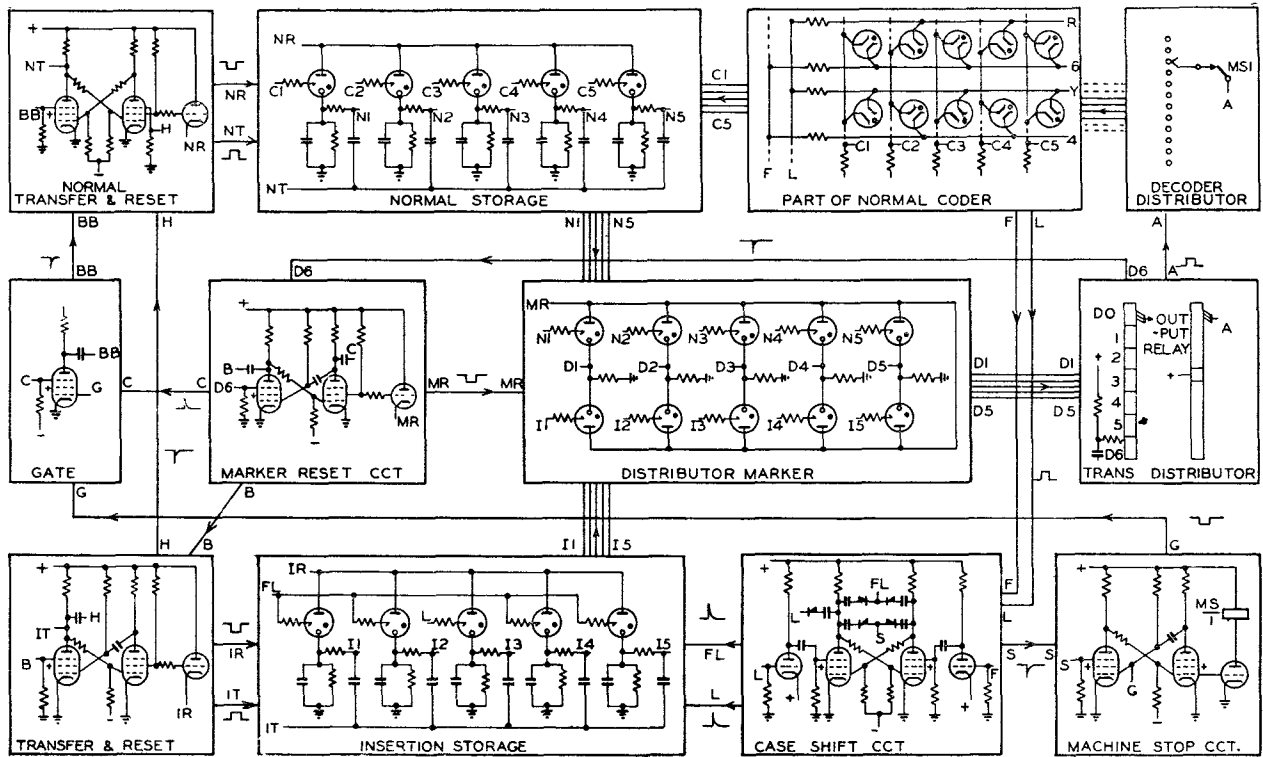 +
NT
BB
+
H
NR
-
NORMAL
TRANSFER & RESET
NR
NT
NR
C1
C2
C3
C4
C5
N1
N2
N3
N4
N5
NT
NORMAL STORAGE
C1
C5
R
6
Y
4
C1
C2
C3
C4
C5
F
L
PART OF NORMAL CODER
MS1
A
DECODER
DISTRIBUTOR
BB
H
N1
N5
F
L
A
BB
D6
D6
A
BB
C
+
G
-
GATE
G
C
C
+
B
C
D6
+
MR
-
MARKER RESET CCT
B
MR
MR
MR
N1
N2
N3
N4
N5
D1
D2
D3
D4
D5
I1
I2
I3
I4
I5
DISTRIBUTOR MARKER
D1
D5
D1
D5
D0
OUT
-PUT
RELAY
A
1
2
3
4
5
+
+
D6
TRANS DISTRIBUTOR
H
B
I1
I5
G
+
H
IT
B
+
IR
-
TRANSFER & RESET
IR
IT
IR
FL
L
I1
I2
I3
I4
I5
IT
INSERTION STORAGE
FL
L
+
FL
L
S
L
+
+
F
+
+
-
CASE SHIFT CCT
F
L
S
S
+
MS
1
S
+
+
G
-
MACHINE STOP CCT.